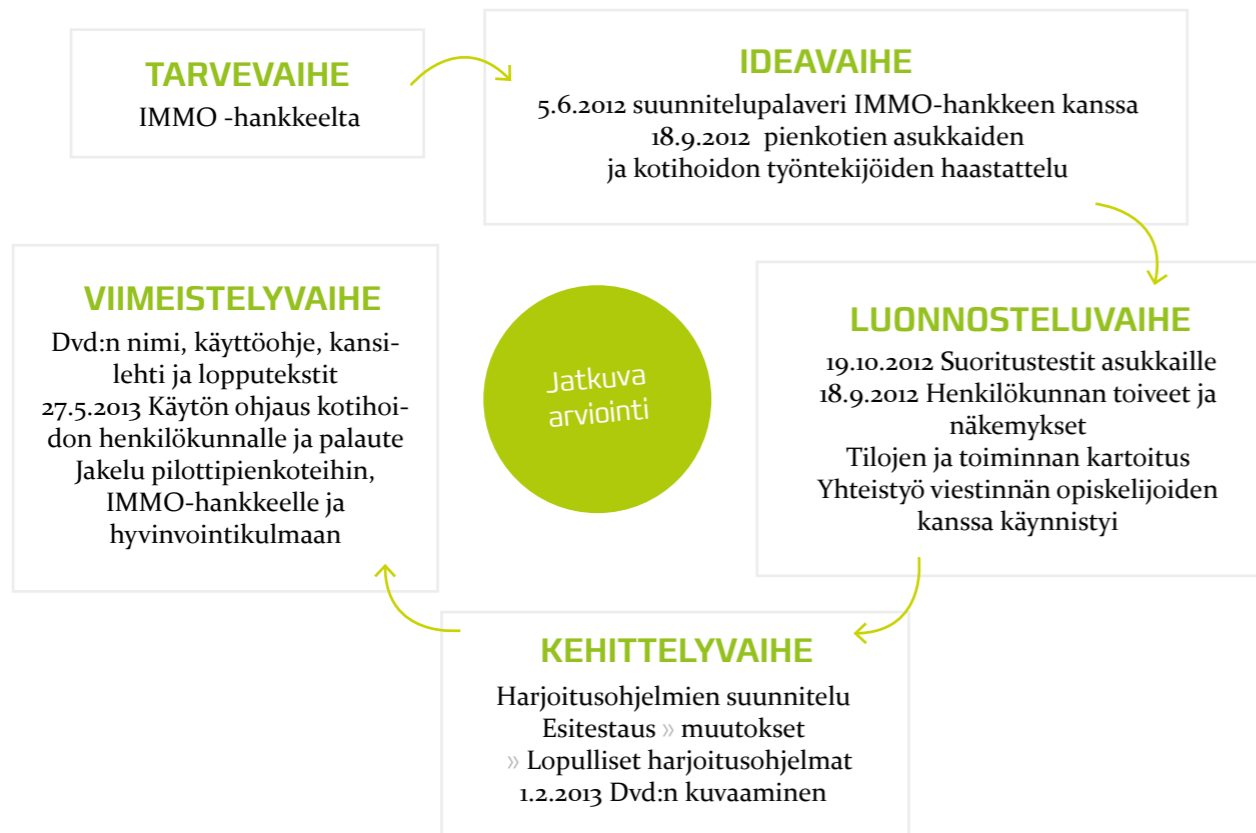 TARVEVAIHE
IMMO -hankkeelta
IDEAVAIHE
5.6.2012 suunnitelupalaveri IMMO-hankkeen kanssa
18.9.2012 pienkotien asukkaiden
ja kotihoidon työntekijöiden haastattelu
LUONNOSTELUVAIHE
19.10.2012 Suoritustestit asukkaille
18.9.2012 Henkilökunnan toiveet ja
näkemykset
Tilojen ja toiminnan kartoitus
Yhteistyö viestinnän opiskelijoiden
kanssa käynnistyi
KEHITTELYVAIHE
Harjoitusohjelmien suunnitelu
Esitestaus » muutokset
» Lopulliset harjoitusohjelmat
1.2.2013 Dvd:n kuvaaminen
VIIMEISTELYVAIHE
Dvd:n nimi, käyttöohje, kansi-
lehti ja lopputekstit
27.5.2013 Käytön ohjaus kotihoi-
don henkilökunnalle ja palaute
Jakelu pilottipienkoteihin,
IMMO-hankkeelle ja
hyvinvointikulmaan
Jatkuva
arviointi